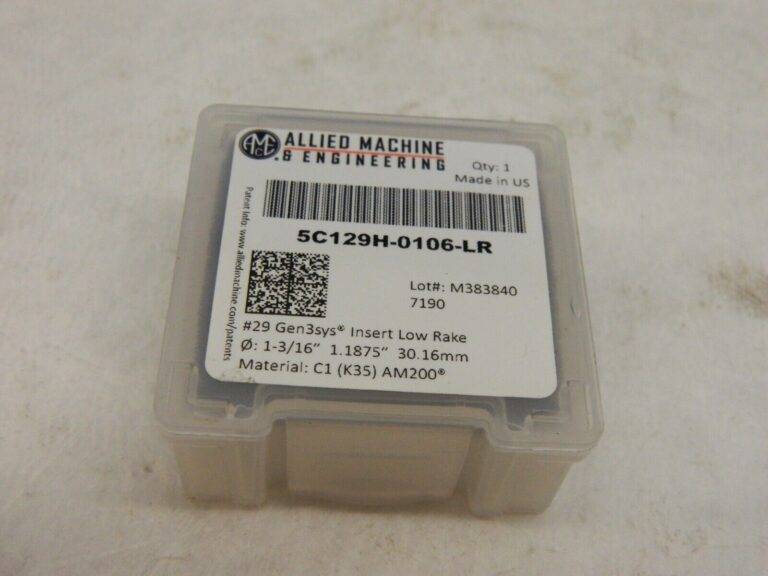 AMEC
ALLIED MACHINE
& ENGINEERING
Qty: 1
Made in US
Patent Info: www.alliedmachine.com/patents
5C129H-0106-LR
Lot#: M383840
7190
#29 Gen3sys® Insert Low Rake
Ø: 1-3/16" 1.1875" 30.16mm
Material: C1 (K35) AM200®